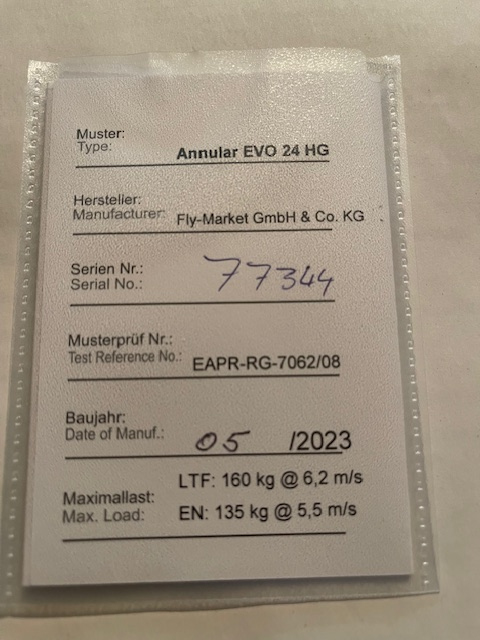 Muster:
Type: Annular EVO 24 HG
Hersteller:
Manufacturer: Fly-Market GmbH & Co. KG
Serien Nr.:
Serial No.: 77344
Musterprüf Nr.:
Test Reference No.: EAPR-RG-7062/08
Baujahr:
Date of Manuf.: 05 /2023
LTF: 160 kg @ 6,2 m/s
Maximallast:
Max. Load: EN: 135 kg @ 5,5 m/s